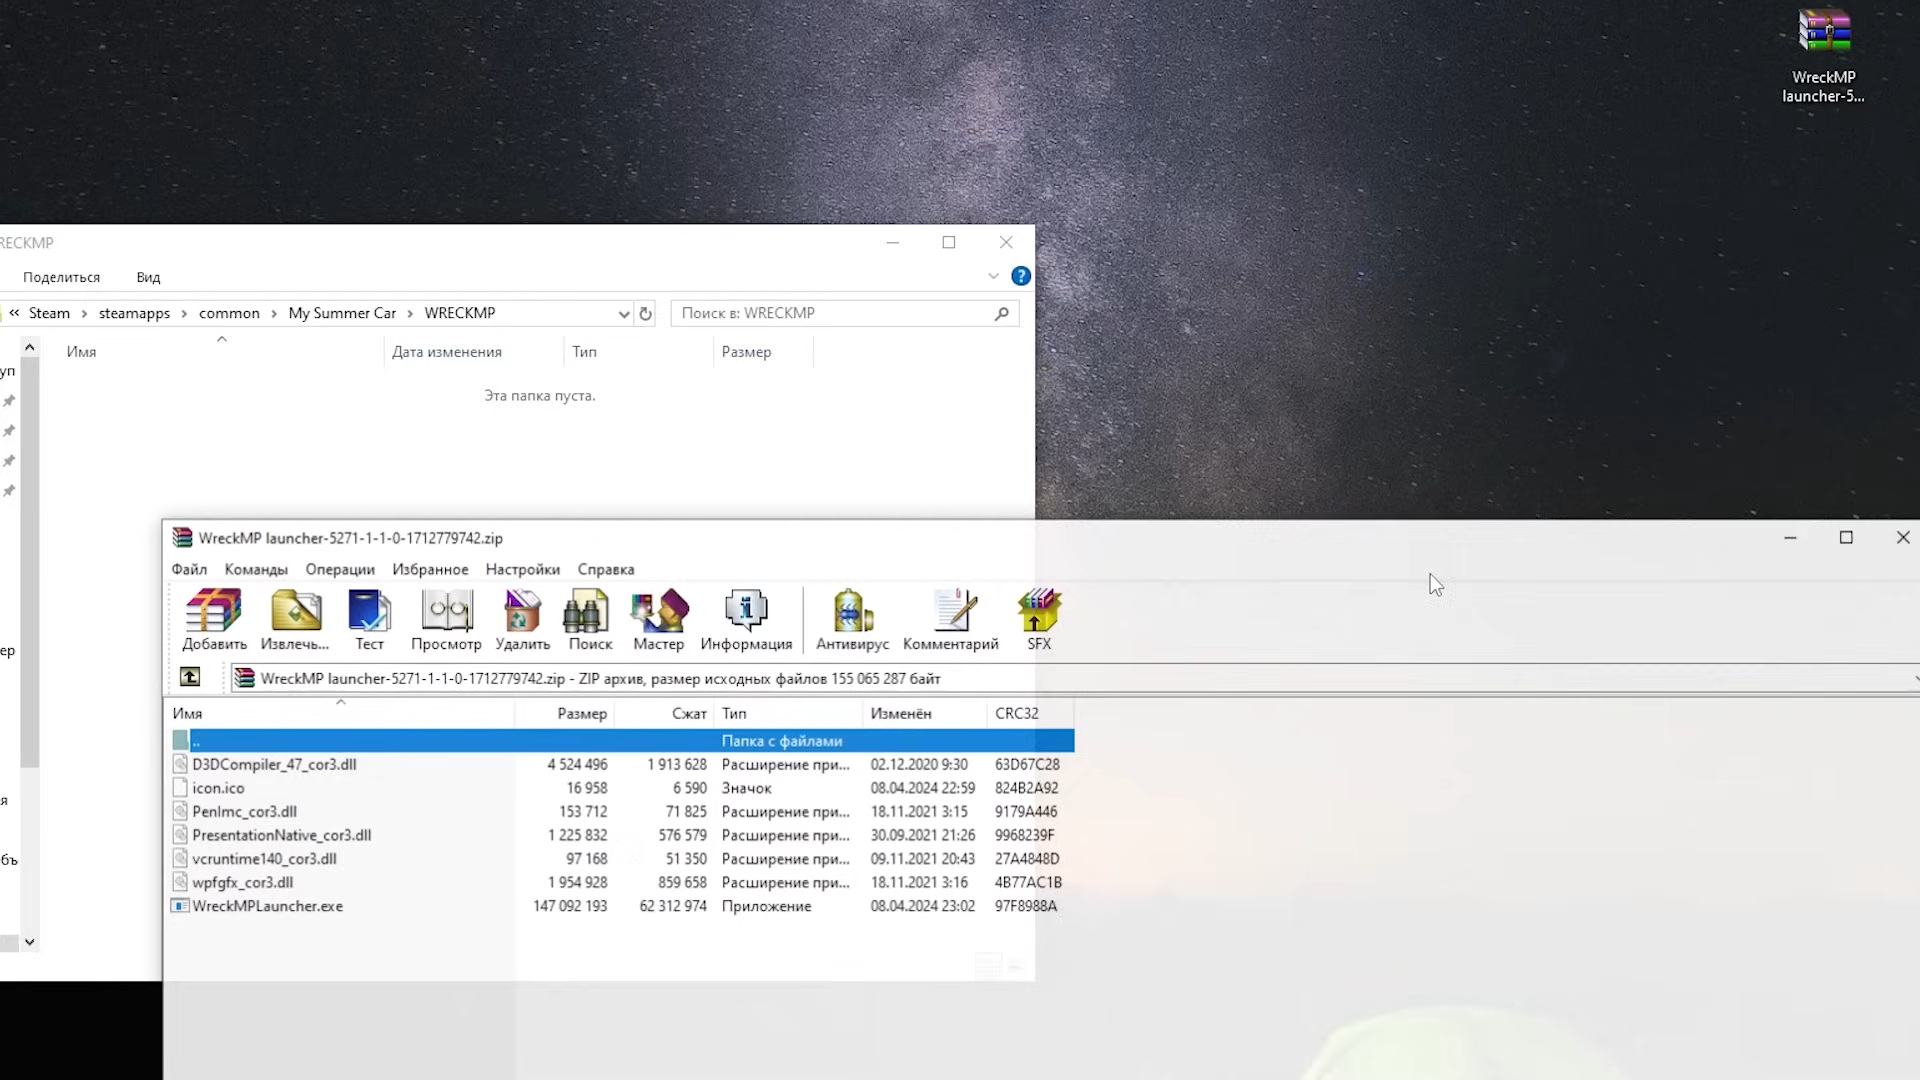 WreckMP
launcher-5...
RECKMP
Поделиться Вид
« Steam › steamapps › common › My Summer Car › WRECKMP
Поиск в: WRECKMP
Имя Дата изменения Тип Размер
уп
Эта папка пуста.
ер
я
объ
WreckMP launcher-5271-1-1-0-1712779742.zip
Файл Команды Операции Избранное Настройки Справка
Добавить Извлечь... Тест Просмотр Удалить Поиск Мастер Информация Антивирус Комментарий SFX
WreckMP launcher-5271-1-1-0-1712779742.zip - ZIP архив, размер исходных файлов 155 065 287 байт
Имя Размер Сжат Тип Изменён CRC32
.. Папка с файлами
D3DCompiler_47_cor3.dll 4 524 496 1 913 628 Расширение при... 02.12.2020 9:30 63D67C28
icon.ico 16 958 6 590 Значок 08.04.2024 22:59 824B2A92
PenImc_cor3.dll 153 712 71 825 Расширение при... 18.11.2021 3:15 9179A446
PresentationNative_cor3.dll 1 225 832 576 579 Расширение при... 30.09.2021 21:26 9968239F
vcruntime140_cor3.dll 97 168 51 350 Расширение при... 09.11.2021 20:43 27A4848D
wpfgfx_cor3.dll 1 954 928 859 658 Расширение при... 18.11.2021 3:16 4B77AC1B
WreckMPLauncher.exe 147 092 193 62 312 974 Приложение 08.04.2024 23:02 97F8988A